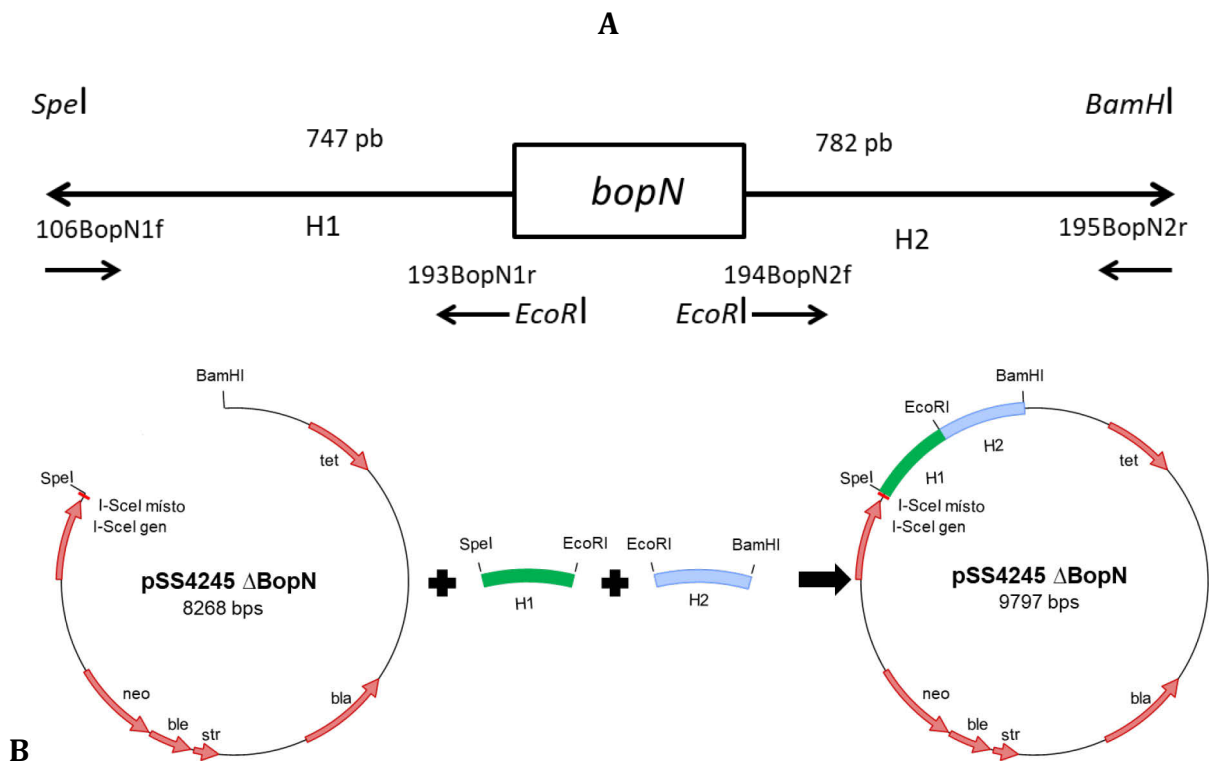 A
SpeI
BamHI
747 pb
782 pb
bopN
106BopN1f
H1
H2
195BopN2r
193BopN1r
194BopN2f
EcoRI
EcoRI
BamHI
tet
SpeI
I-SceI místo
I-SceI gen
pSS4245 ΔBopN
8268 bps
neo
ble
str
bla
SpeI
EcoRI
H1
EcoRI
BamHI
H2
BamHI
EcoRI
H2
H1
tet
SpeI
I-SceI místo
I-SceI gen
pSS4245 ΔBopN
9797 bps
neo
ble
str
bla
B